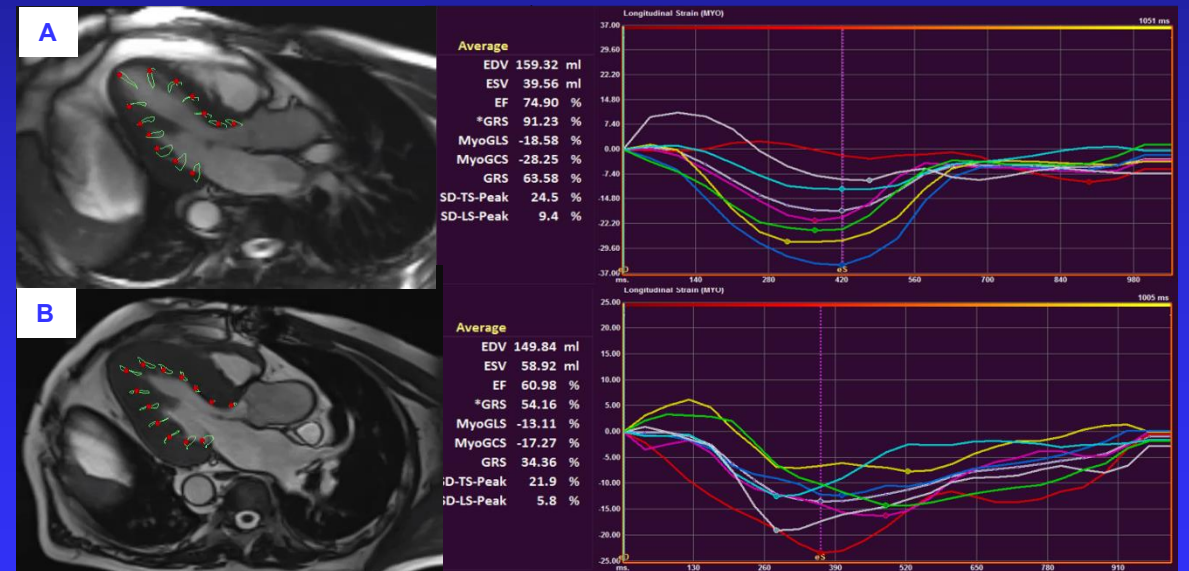 A
Average
EDV 159.32 ml
ESV 39.56 ml
EF 74.90 %
*GRS 91.23 %
MyoGLS -18.58 %
MyoGCS -28.25 %
GRS 63.58 %
SD-TS-Peak 24.5 %
SD-LS-Peak 9.4 %
Longitudinal Strain (MYO)
1051 ms
37.00
29.60
22.20
14.80
7.40
0.00
-7.40
-14.80
-22.20
-29.60
-37.00
eD eS
ms. 140 280 420 560 700 840 980
B
Average
EDV 149.84 ml
ESV 58.92 ml
EF 60.98 %
*GRS 54.16 %
MyoGLS -13.11 %
MyoGCS -17.27 %
GRS 34.36 %
SD-TS-Peak 21.9 %
SD-LS-Peak 5.8 %
Longitudinal Strain (MYO)
1005 ms
25.00
20.00
15.00
10.00
5.00
0.00
-5.00
-10.00
-15.00
-20.00
-25.00
eD eS
ms. 130 260 390 520 650 780 910